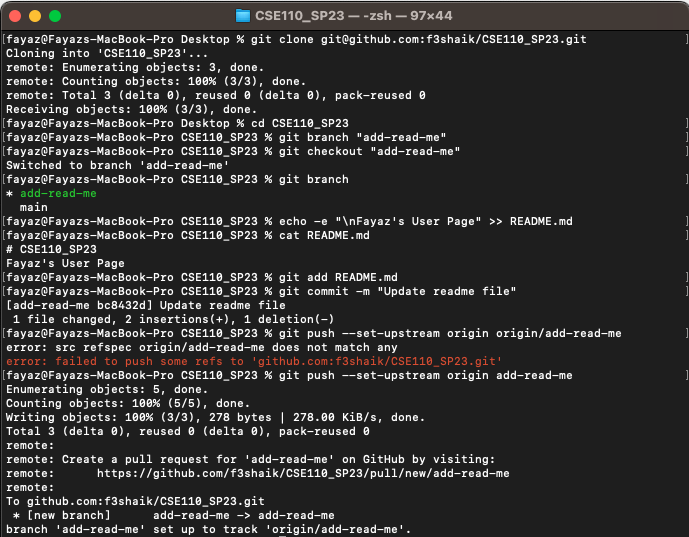 CSE110_SP23 — -zsh — 97×44
[fayaz@Fayazs-MacBook-Pro Desktop % git clone git@github.com:f3shaik/CSE110_SP23.git ]
Cloning into 'CSE110_SP23'...
remote: Enumerating objects: 3, done.
remote: Counting objects: 100% (3/3), done.
remote: Total 3 (delta 0), reused 0 (delta 0), pack-reused 0
Receiving objects: 100% (3/3), done.
[fayaz@Fayazs-MacBook-Pro Desktop % cd CSE110_SP23 ]
[fayaz@Fayazs-MacBook-Pro CSE110_SP23 % git branch "add-read-me" ]
[fayaz@Fayazs-MacBook-Pro CSE110_SP23 % git checkout "add-read-me" ]
Switched to branch 'add-read-me'
[fayaz@Fayazs-MacBook-Pro CSE110_SP23 % git branch ]
* add-read-me
  main
[fayaz@Fayazs-MacBook-Pro CSE110_SP23 % echo -e "\nFayaz's User Page" >> README.md ]
[fayaz@Fayazs-MacBook-Pro CSE110_SP23 % cat README.md ]
# CSE110_SP23
Fayaz's User Page
[fayaz@Fayazs-MacBook-Pro CSE110_SP23 % git add README.md ]
[fayaz@Fayazs-MacBook-Pro CSE110_SP23 % git commit -m "Update readme file" ]
[add-read-me bc8432d] Update readme file
 1 file changed, 2 insertions(+), 1 deletion(-)
[fayaz@Fayazs-MacBook-Pro CSE110_SP23 % git push --set-upstream origin origin/add-read-me ]
error: src refspec origin/add-read-me does not match any
error: failed to push some refs to 'github.com:f3shaik/CSE110_SP23.git'
[fayaz@Fayazs-MacBook-Pro CSE110_SP23 % git push --set-upstream origin add-read-me ]
Enumerating objects: 5, done.
Counting objects: 100% (5/5), done.
Writing objects: 100% (3/3), 278 bytes | 278.00 KiB/s, done.
Total 3 (delta 0), reused 0 (delta 0), pack-reused 0
remote:
remote: Create a pull request for 'add-read-me' on GitHub by visiting:
remote:      https://github.com/f3shaik/CSE110_SP23/pull/new/add-read-me
remote:
To github.com:f3shaik/CSE110_SP23.git
 * [new branch]      add-read-me -> add-read-me
branch 'add-read-me' set up to track 'origin/add-read-me'.